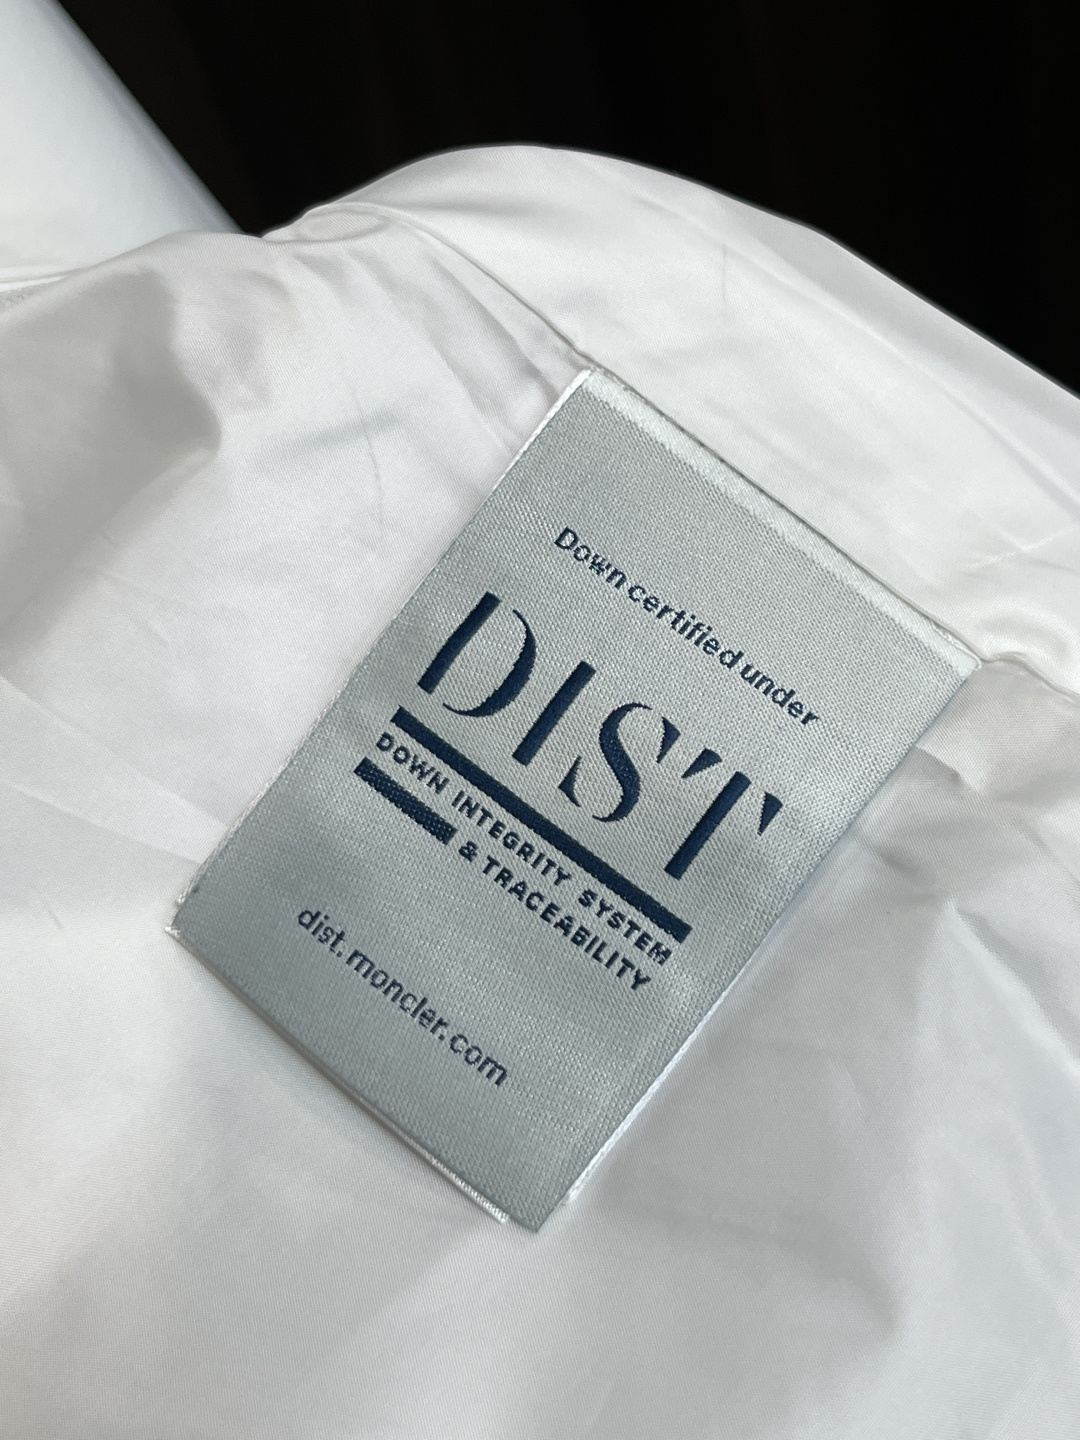 Down certified under
DIST
DOWN INTEGRITY SYSTEM
& TRACEABILITY
dist.moncler.com